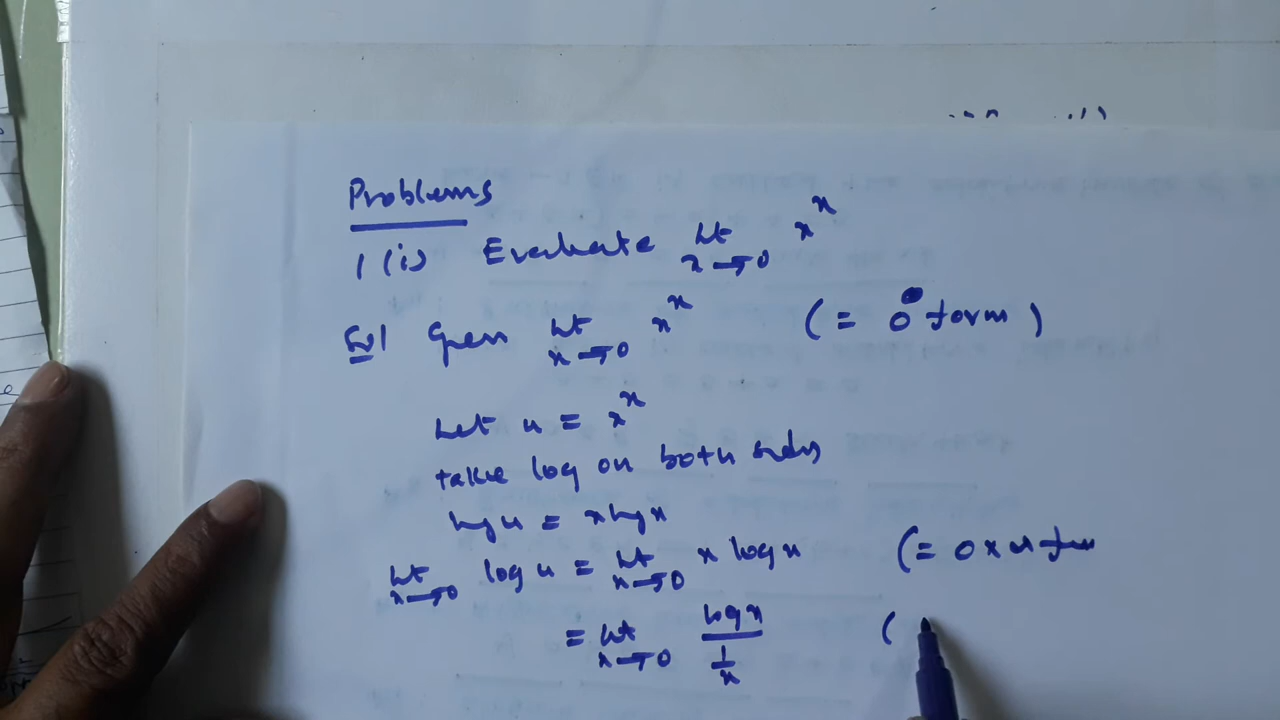 Problems
1 (i) Evaluate lt x→0 x^x
Sol Given lt x→0 x^x (= 0^0 form)
Let u = x^x
take log on both sides
log u = x log x
lt x→0 log u = lt x→0 x log x (= 0 × ∞ form
= lt x→0 log x / 1/x (